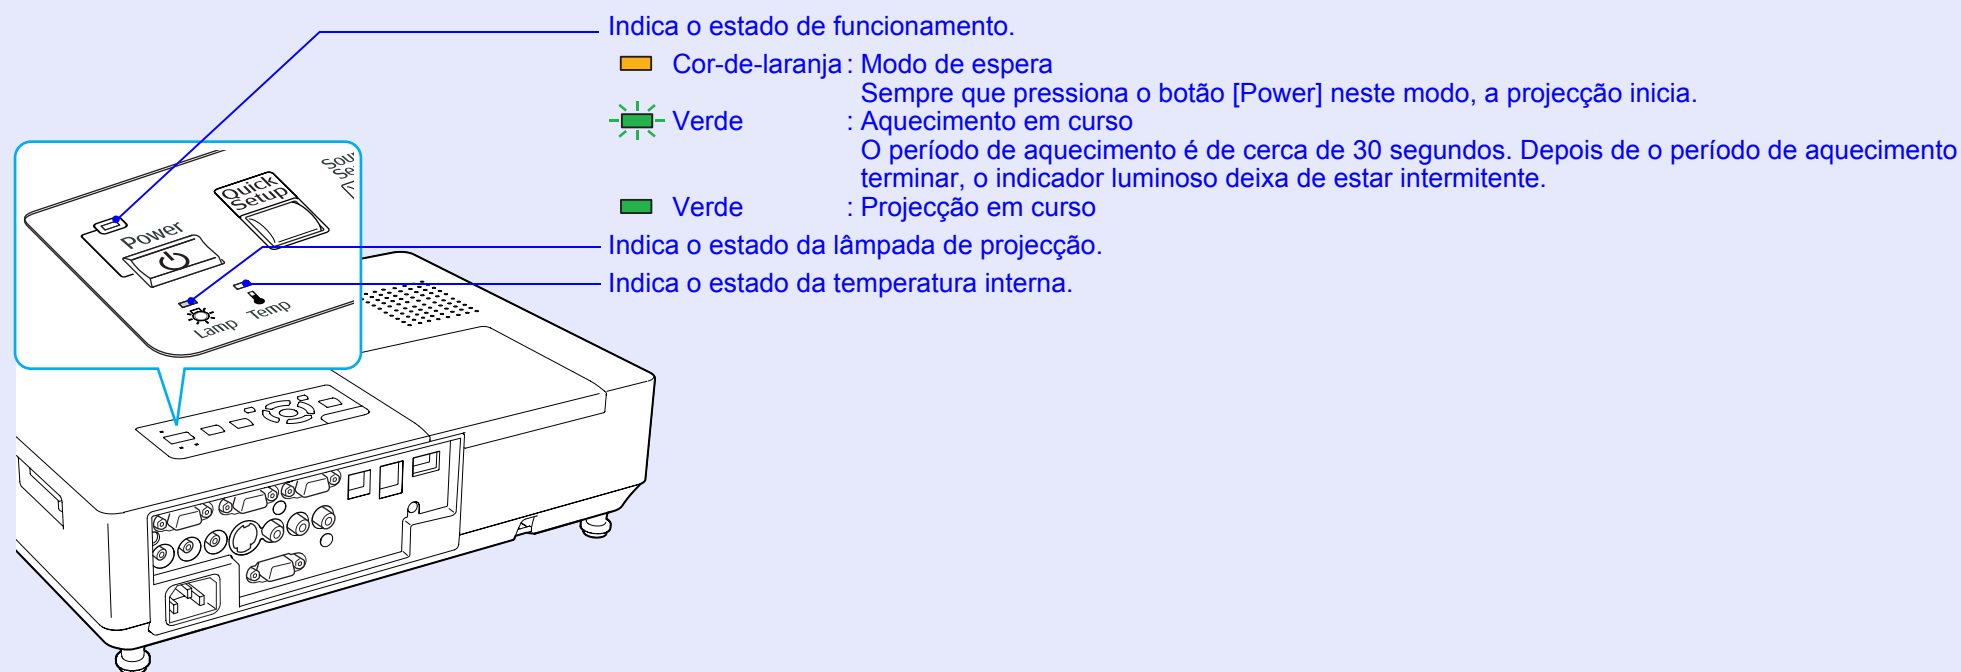 Indica o estado de funcionamento.
Cor-de-laranja : Modo de espera
Sempre que pressiona o botão [Power] neste modo, a projecção inicia.
Verde : Aquecimento em curso
O período de aquecimento é de cerca de 30 segundos. Depois de o período de aquecimento
terminar, o indicador luminoso deixa de estar intermitente.
Verde : Projecção em curso
Indica o estado da lâmpada de projecção.
Indica o estado da temperatura interna.
Quick
Setup
Power
Lamp
Temp